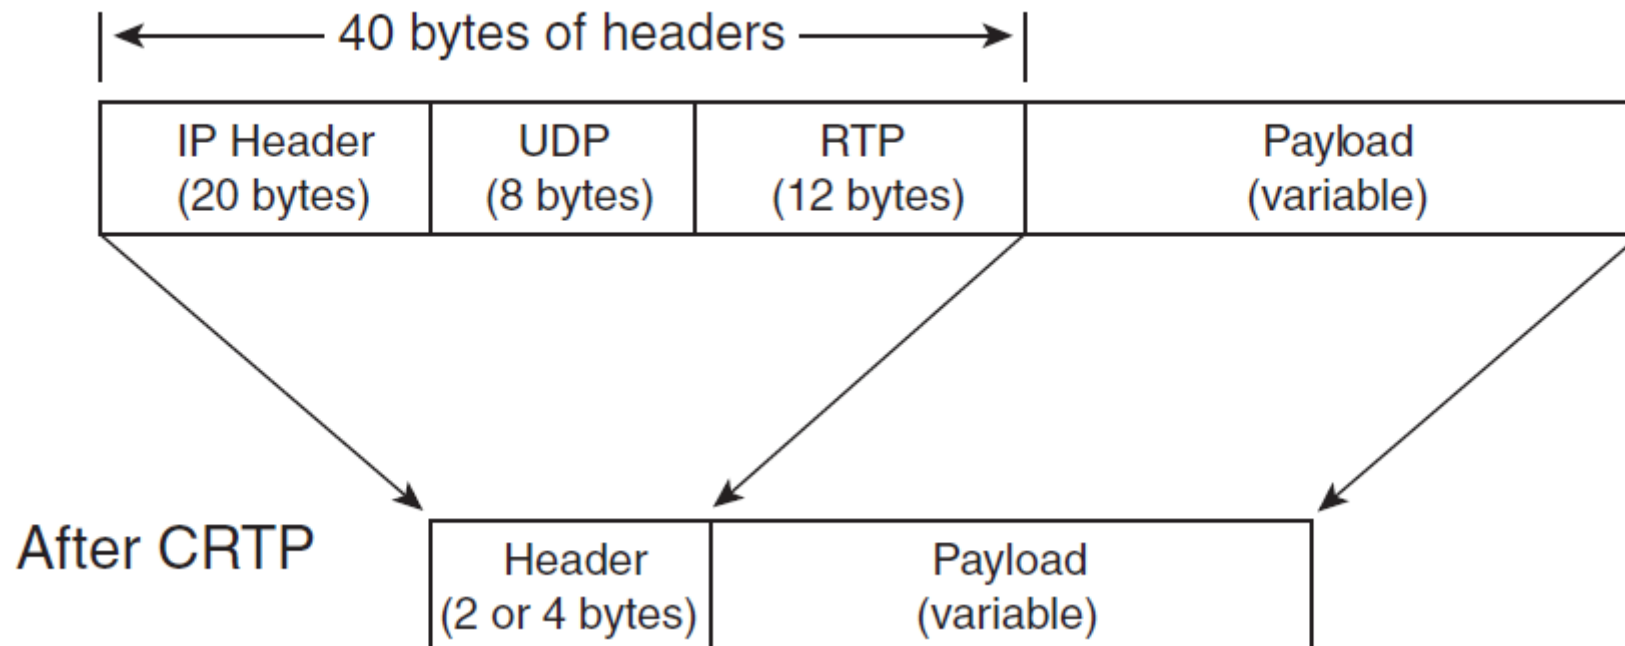 40 bytes of headers
IP Header
(20 bytes)
UDP
(8 bytes)
RTP
(12 bytes)
Payload
(variable)
After CRTP
Header
(2 or 4 bytes)
Payload
(variable)